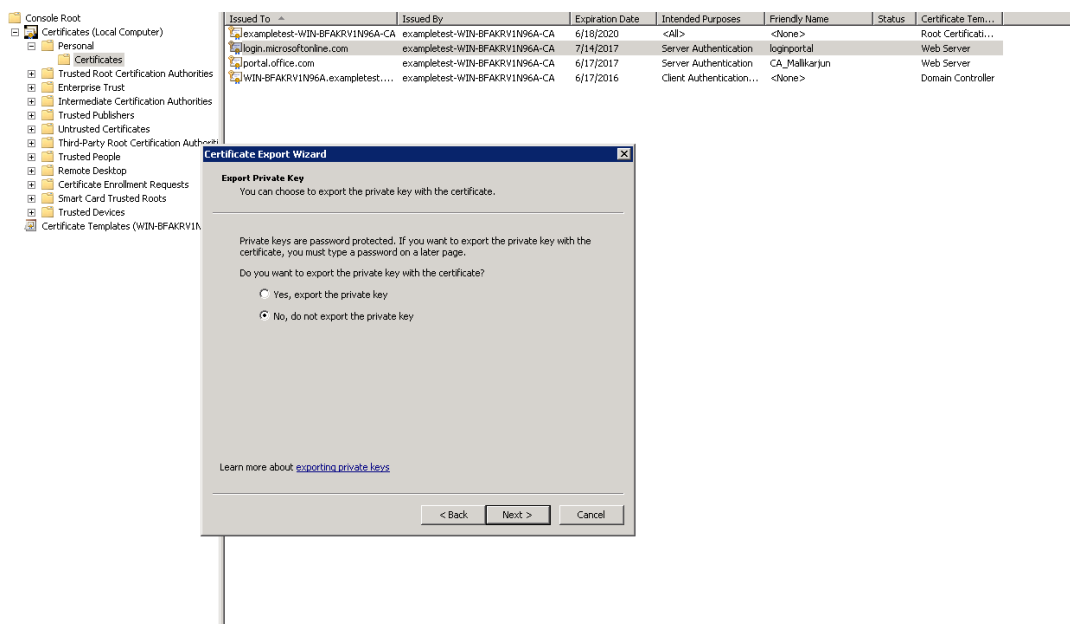 Console Root
Certificates (Local Computer)
Personal
Certificates
Trusted Root Certification Authorities
Enterprise Trust
Intermediate Certification Authorities
Trusted Publishers
Untrusted Certificates
Third-Party Root Certification Authoriti
Trusted People
Remote Desktop
Certificate Enrollment Requests
Smart Card Trusted Roots
Trusted Devices
Certificate Templates (WIN-BFAKRV1N
Issued To Issued By Expiration Date Intended Purposes Friendly Name Status Certificate Tem...
exampletest-WIN-BFAKRV1N96A-CA exampletest-WIN-BFAKRV1N96A-CA 6/18/2020 <All> <None> Root Certificati...
login.microsoftonline.com exampletest-WIN-BFAKRV1N96A-CA 7/14/2017 Server Authentication loginportal Web Server
portal.office.com exampletest-WIN-BFAKRV1N96A-CA 6/17/2017 Server Authentication CA_Mallikarjun Web Server
WIN-BFAKRV1N96A.exampletest.... exampletest-WIN-BFAKRV1N96A-CA 6/17/2016 Client Authentication... <None> Domain Controller
Certificate Export Wizard
Export Private Key
You can choose to export the private key with the certificate.
Private keys are password protected. If you want to export the private key with the
certificate, you must type a password on a later page.
Do you want to export the private key with the certificate?
Yes, export the private key
No, do not export the private key
Learn more about exporting private keys
< Back Next > Cancel